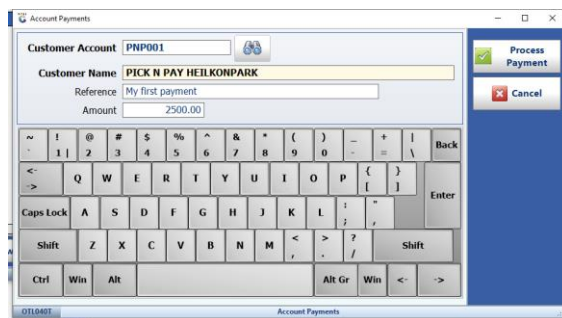 Account Payments
Customer Account PNP001
Process Payment
Customer Name PICK N PAY HEILKONPARK
Reference My first payment
Cancel
Amount 2500.00
~ ! @ # $ % ^ & * ( ) _ + |
` 1 | 2 3 4 5 6 7 8 9 0 - = \ Back
<- -> Q W E R T Y U I O P { [ } ] Enter
Caps Lock A S D F G H J K L : ; " '
Shift Z X C V B N M < , > . ? / Shift
Ctrl Win Alt Alt Gr Win <- ->
OTL040T Account Payments